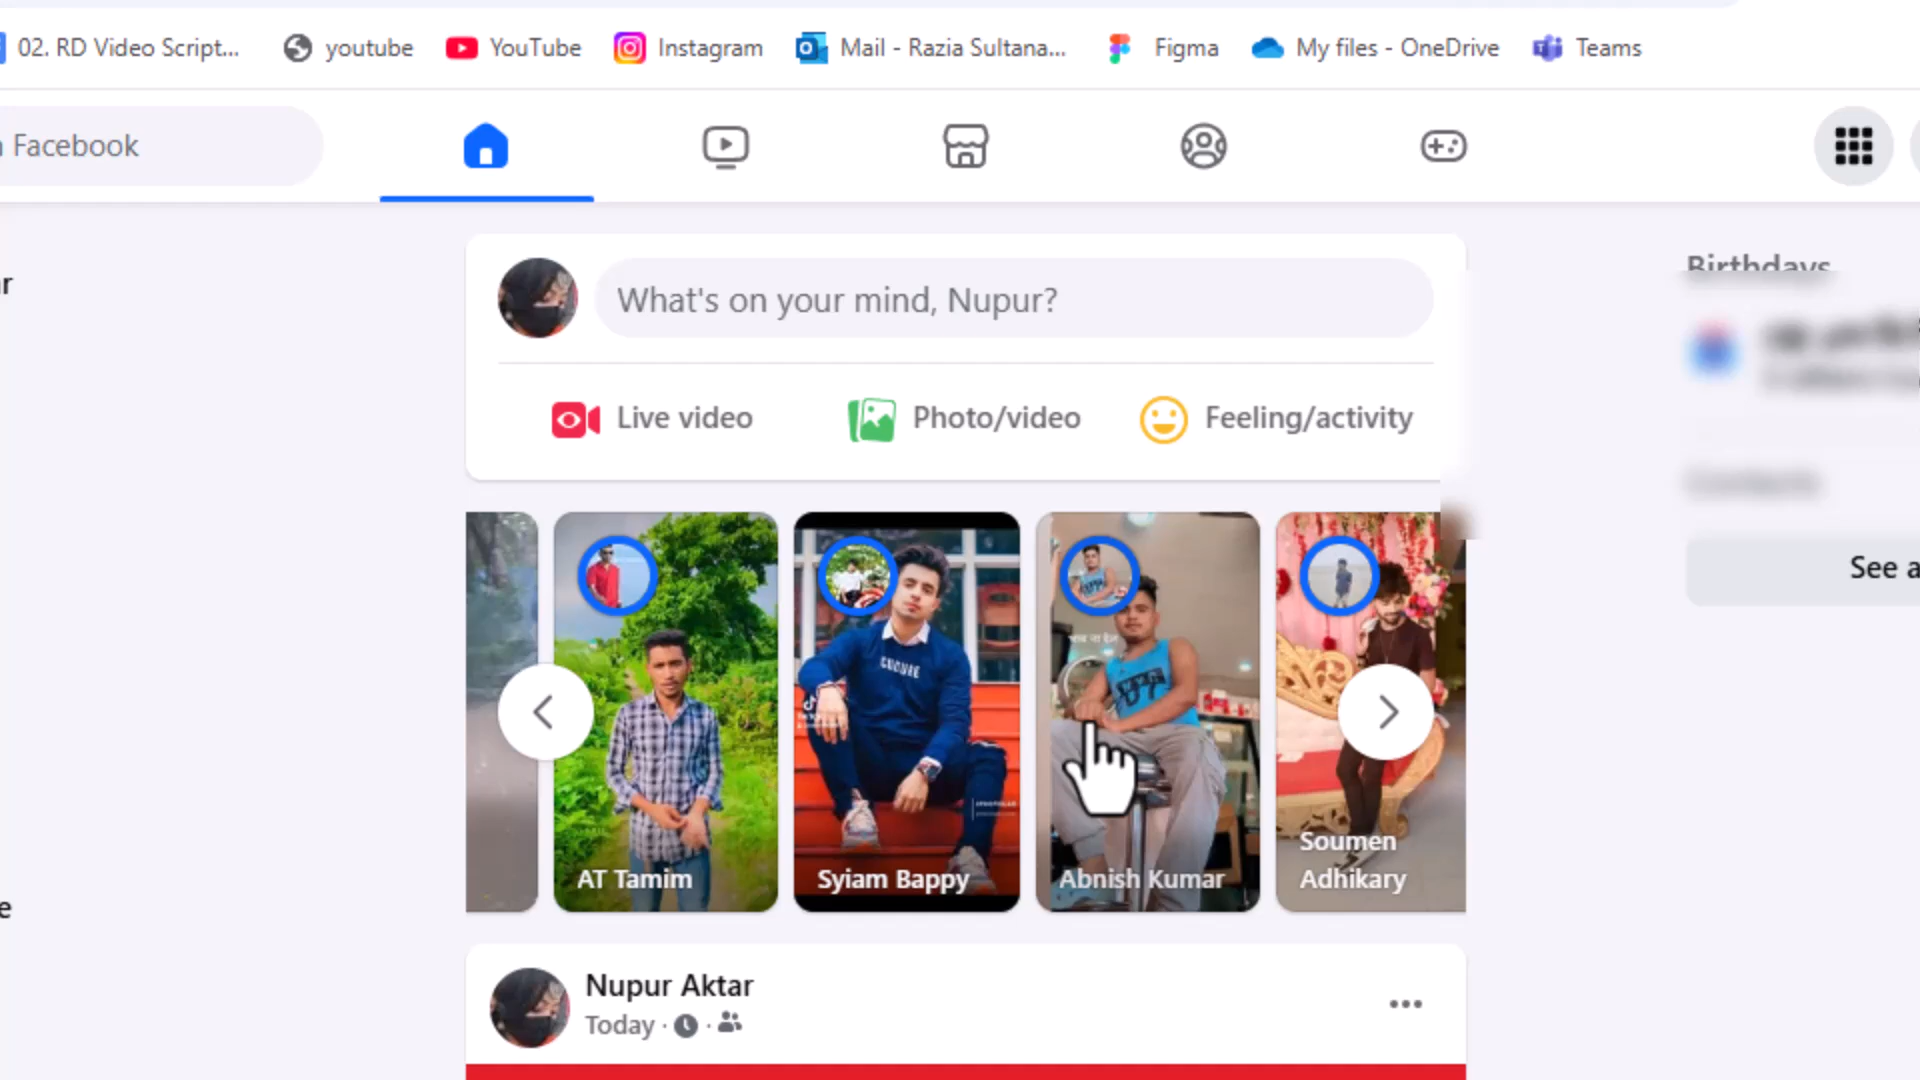 02. RD Video Script...
youtube
YouTube
Instagram
Mail - Razia Sultana...
Figma
My files - OneDrive
Teams
Facebook
Birthdays
What's on your mind, Nupur?
Live video
Photo/video
Feeling/activity
Contacts
See a
AT Tamim
Syiam Bappy
Abnish Kumar
Soumen
Adhikary
Nupur Aktar
Today ·
·